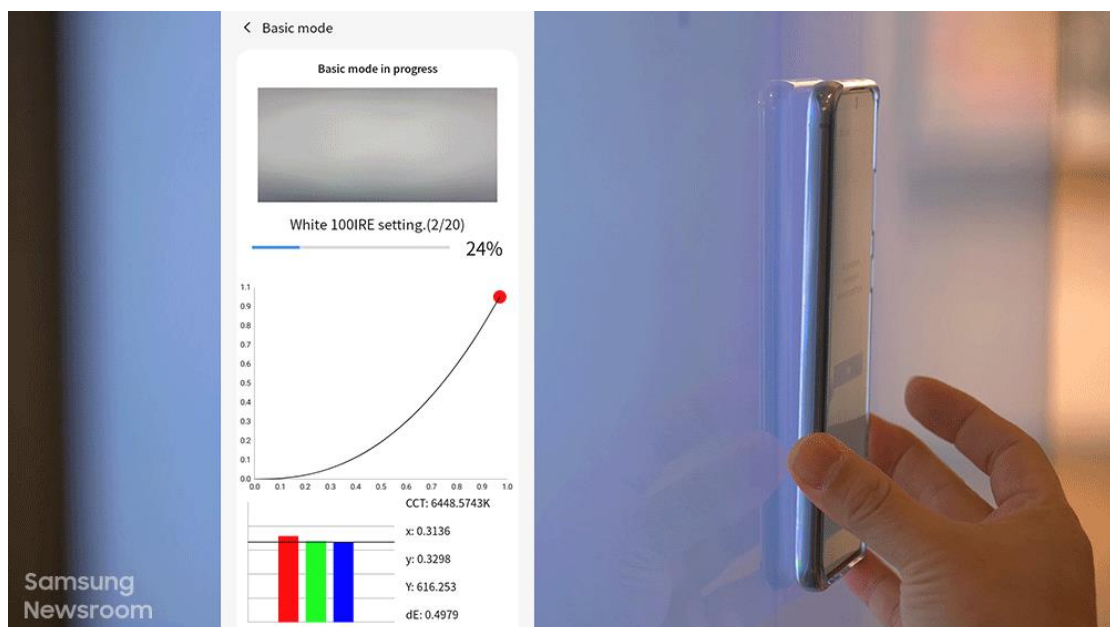 Basic mode
Basic mode in progress
White 100IRE setting.(2/20)
24%
1.1
0.9
0.8
0.7
0.6
0.5
0.4
0.3
0.2
0.1
0.0
0.0 0.1 0.2 0.3 0.4 0.5 0.6 0.7 0.8 0.9 1.0
CCT: 6448.5743K
x: 0.3136
y: 0.3298
Y: 616.253
dE: 0.4979
Samsung
Newsroom